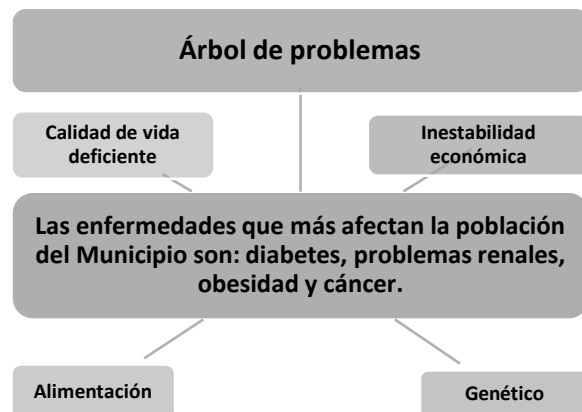 Árbol de problemas
Calidad de vida
deficiente
Inestabilidad
económica
Las enfermedades que más afectan la población
del Municipio son: diabetes, problemas renales,
obesidad y cáncer.
Alimentación
Genético